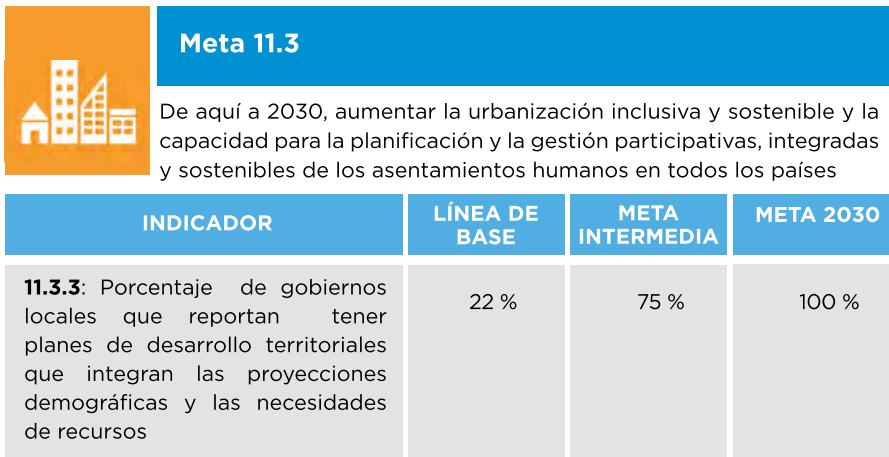 Meta 11.3
De aquí a 2030, aumentar la urbanización inclusiva y sostenible y la
capacidad para la planificación y la gestión participativas, integradas
y sostenibles de los asentamientos humanos en todos los países
INDICADOR
LÍNEA DE
BASE
META
INTERMEDIA
META 2030
11.3.3: Porcentaje de gobiernos
locales que reportan tener
planes de desarrollo territoriales
que integran las proyecciones
demográficas y las necesidades
de recursos
22 %
75 %
100 %